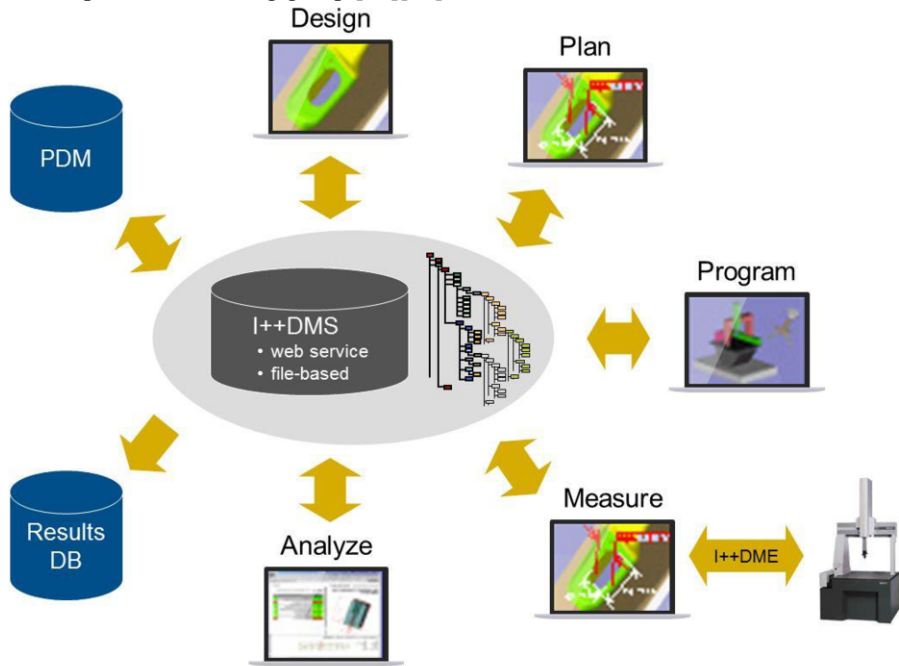 Design
Plan
PDM
Program
I++DMS
• web service
• file-based
Results
DB
Analyze
Measure
I++DME